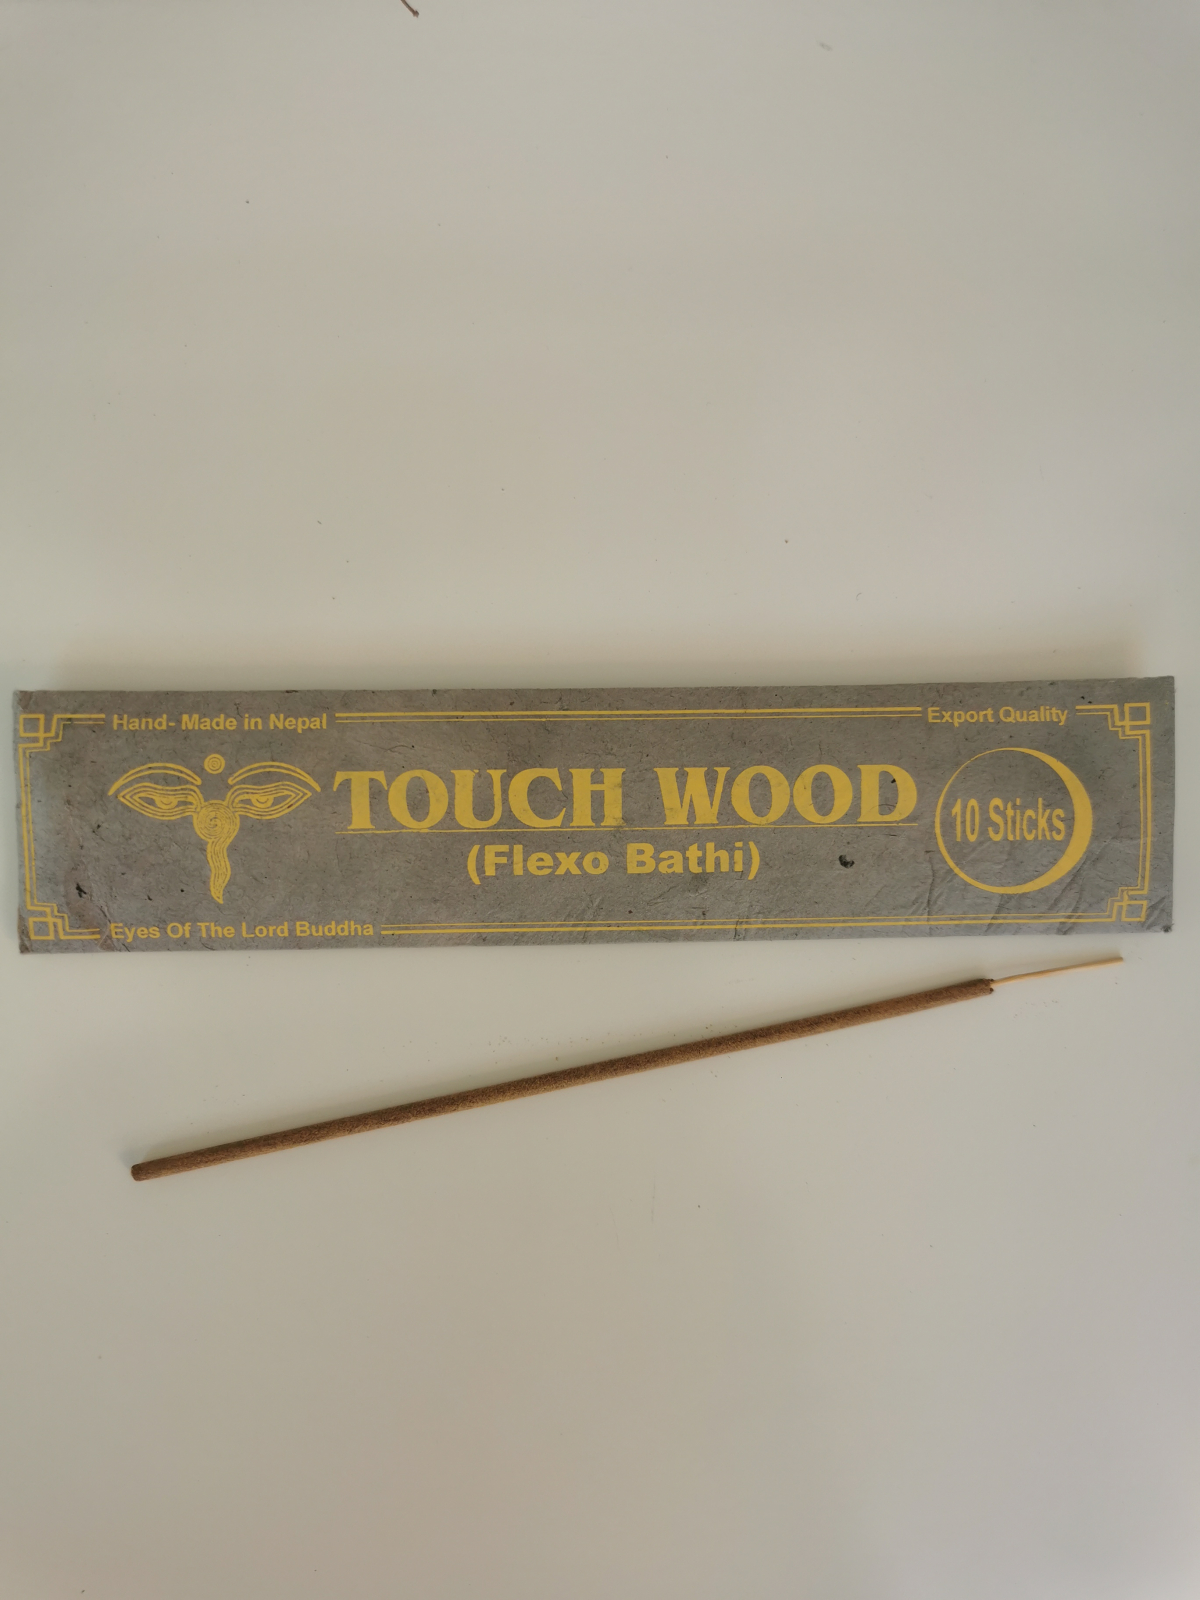 Hand- Made in Nepal
Export Quality
TOUCH WOOD
(Flexo Bathi)
10 Sticks
Eyes Of The Lord Buddha